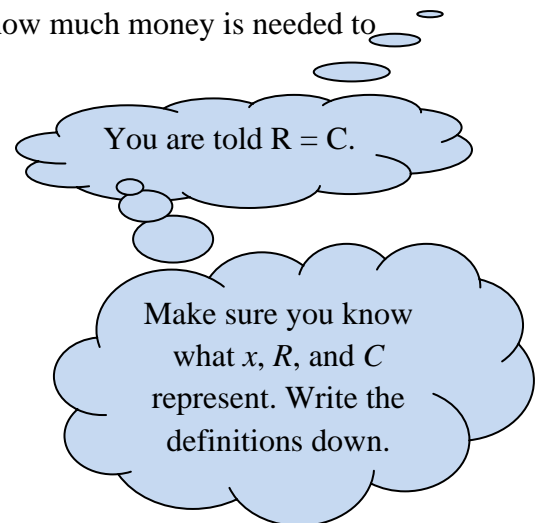 how much money is needed to
You are told R = C.
Make sure you know
what x, R, and C
represent. Write the
definitions down.